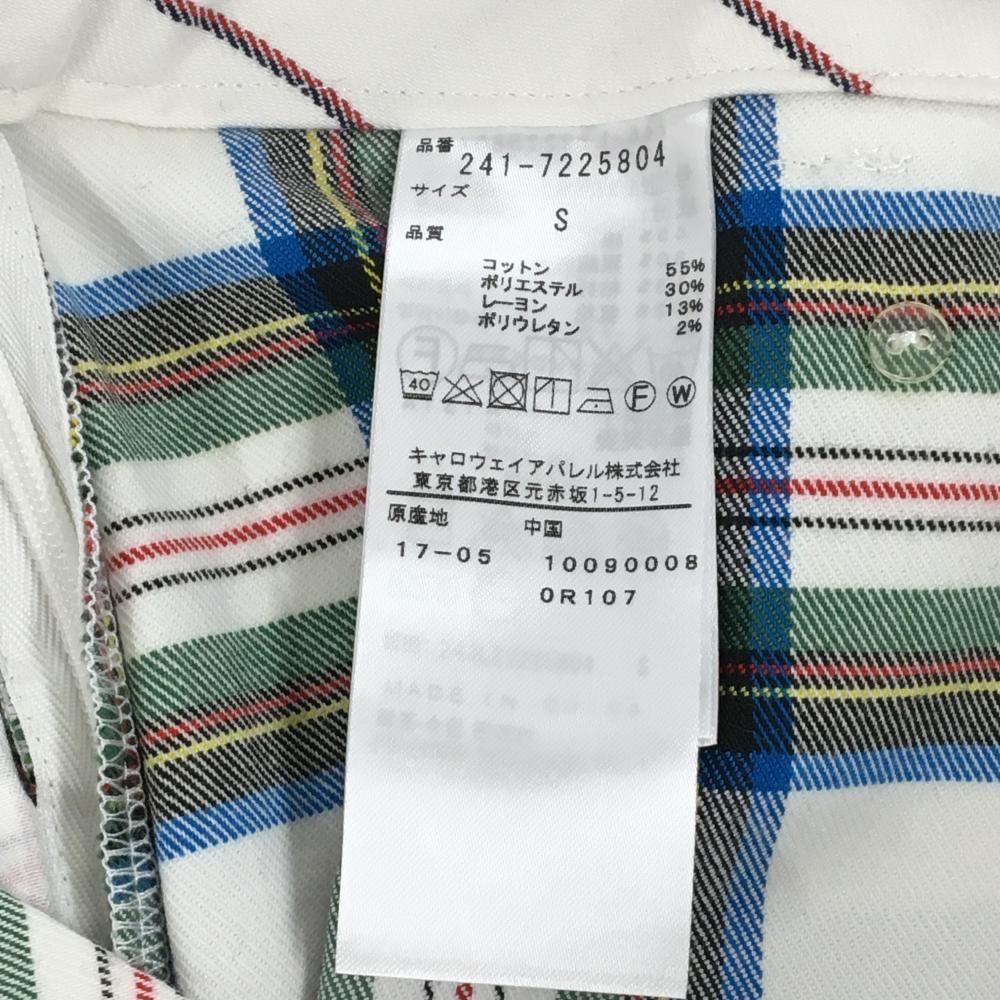 品番 241-7225804
サイズ
S
品質
コットン 55%
ポリエステル 30%
レーヨン 13%
ポリウレタン 2%
40 F W
キャロウェイアパレル株式会社
東京都港区元赤坂1-5-12
原産地 中国
17-05 10090008
0R107